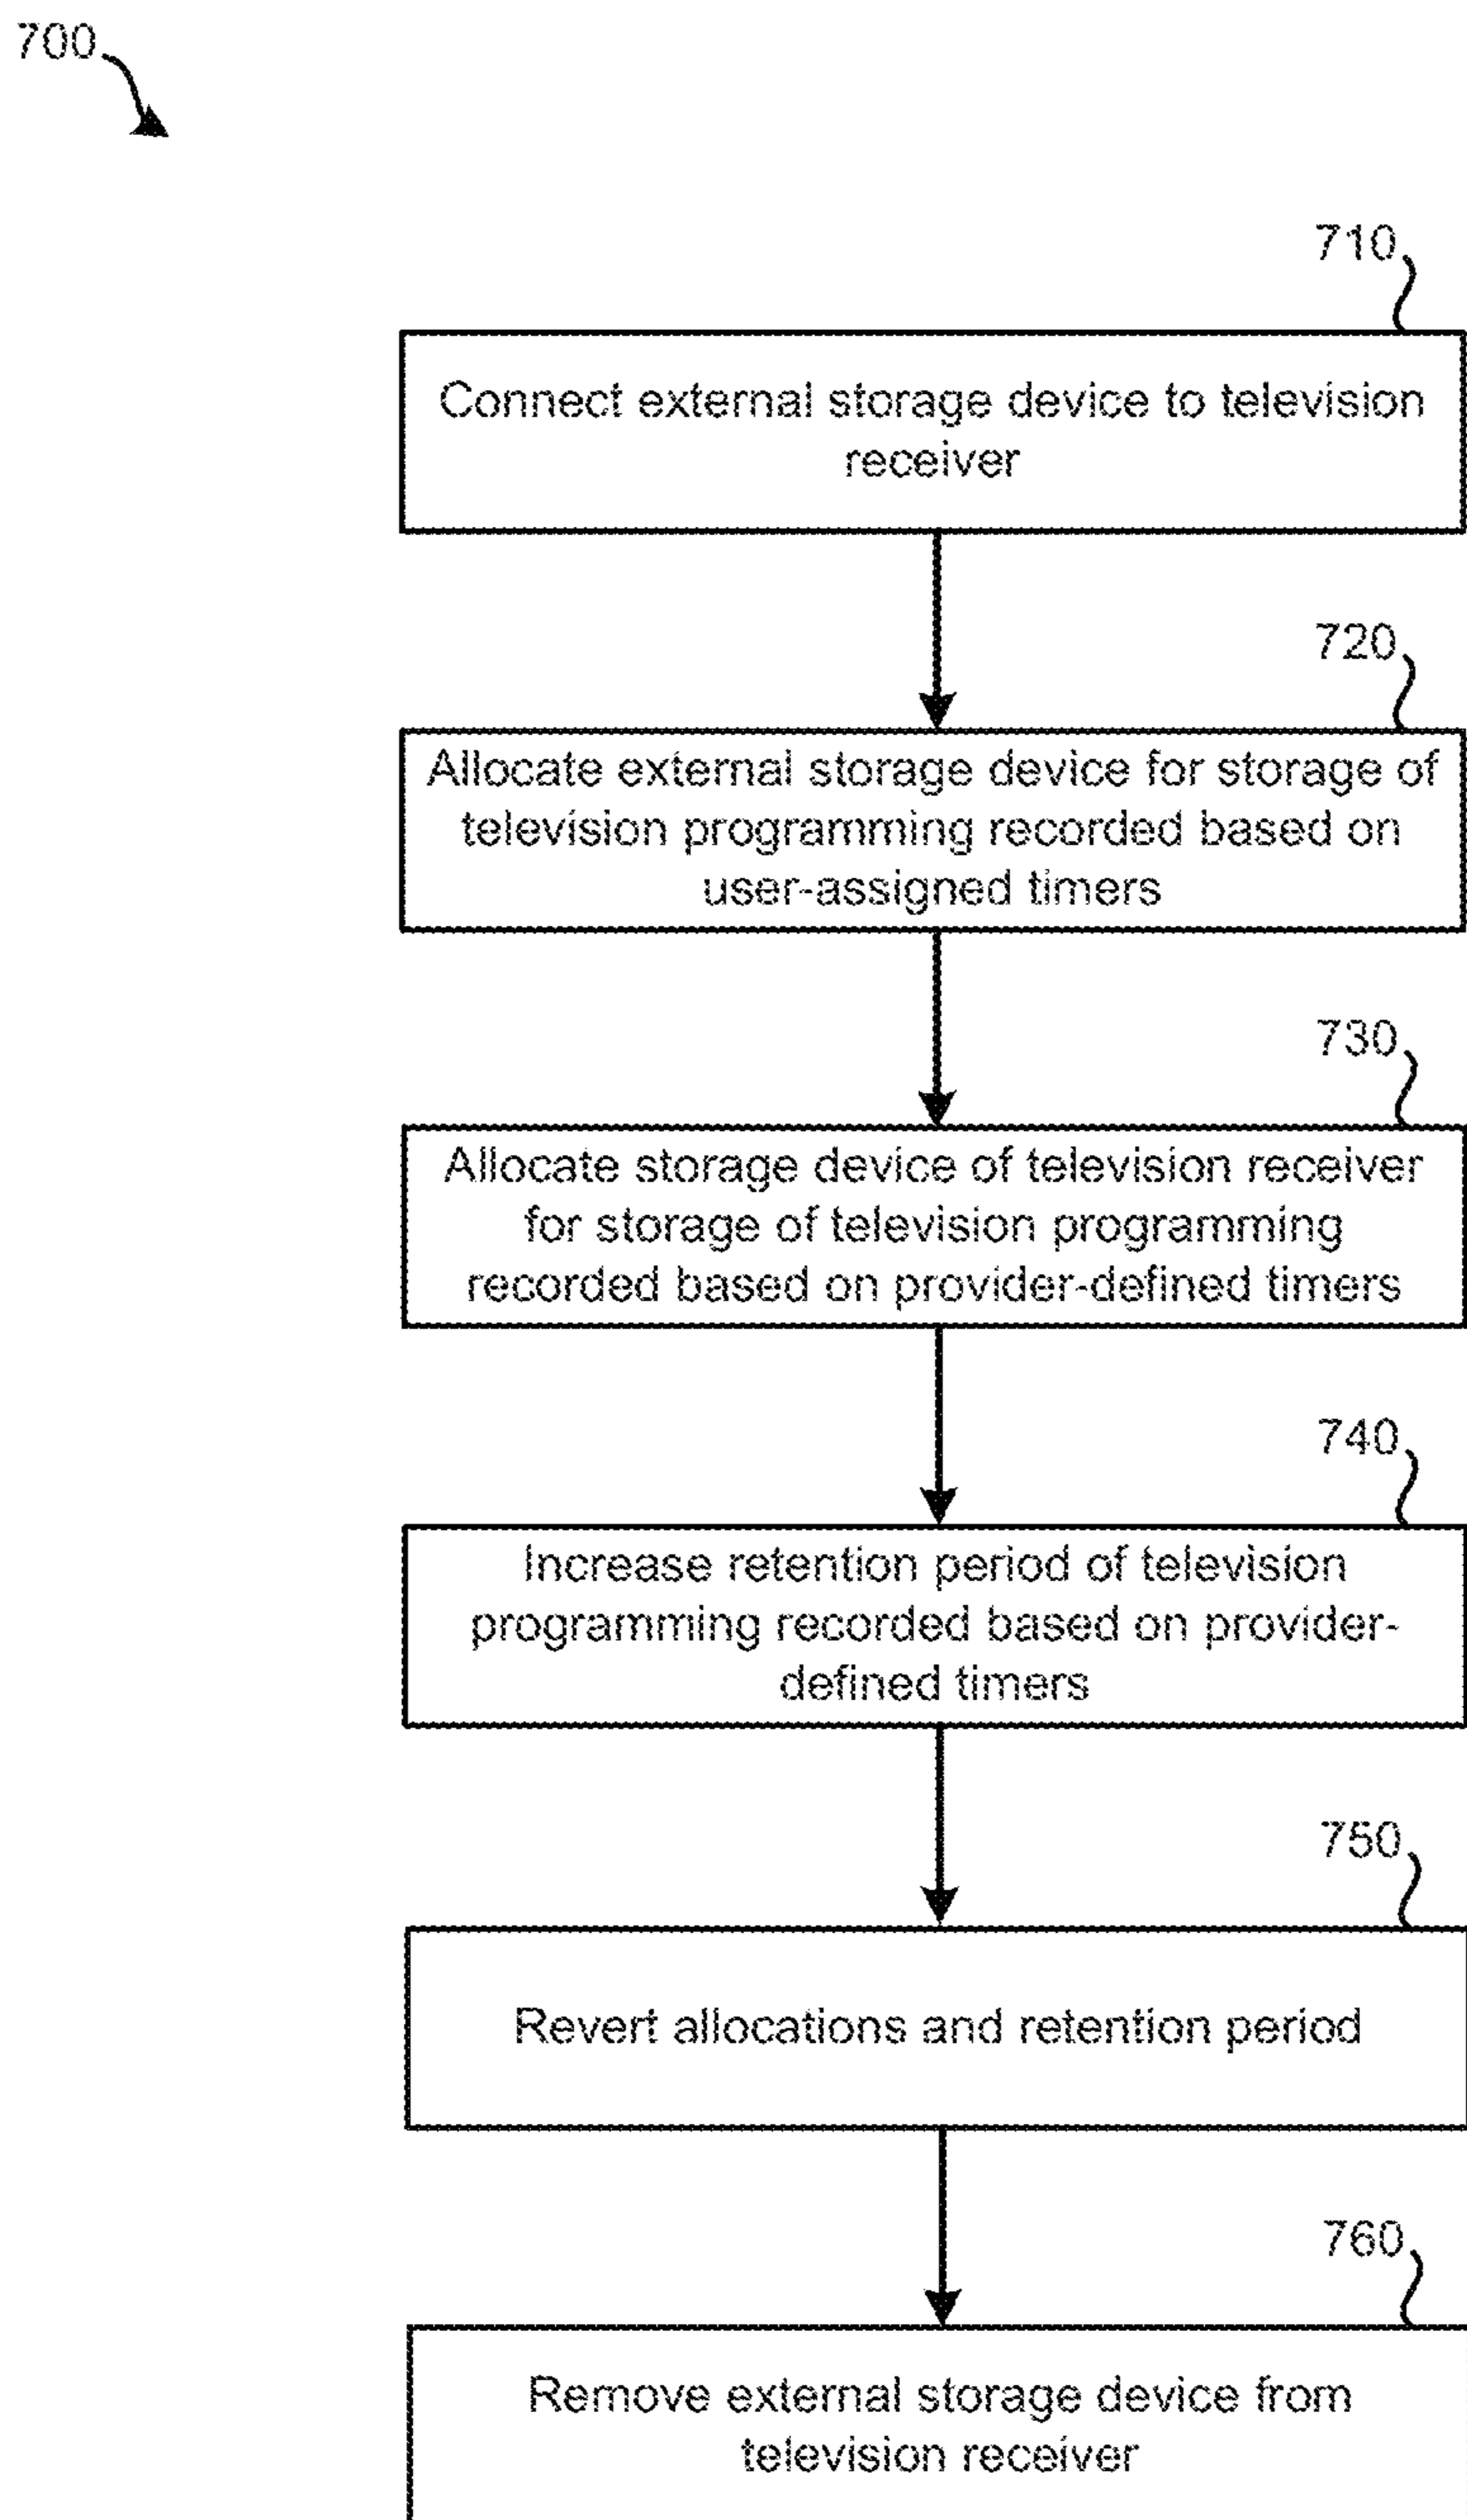 700
710
Connect external storage device to television
receiver
720
Allocate external storage device for storage of
television programming recorded based on
user-assigned timers
730
Allocate storage device of television receiver
for storage of television programming
recorded based on provider-defined timers
740
Increase retention period of television
programming recorded based on provider-
defined timers
750
Revert allocations and retention period
760
Remove external storage device from
television receiver